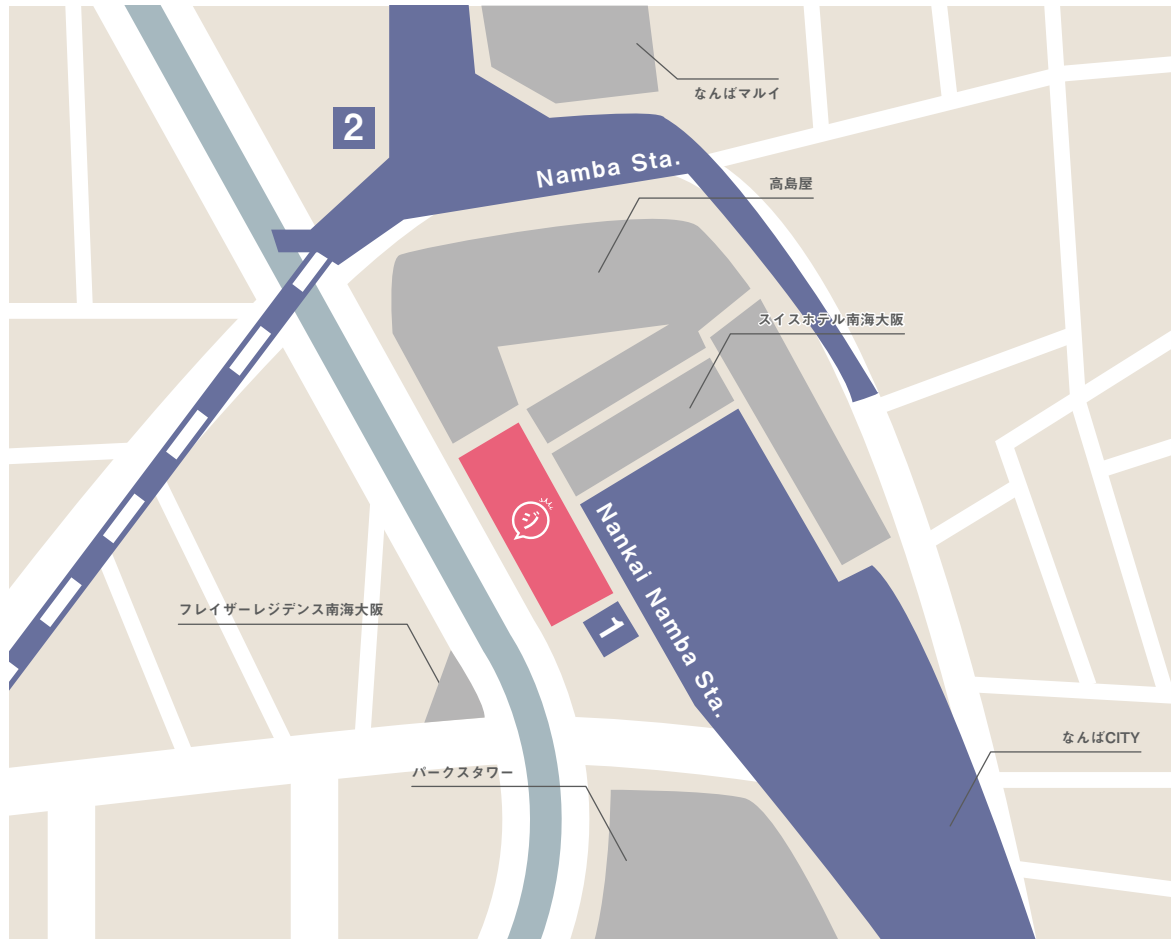 なんばマルイ
2
Namba Sta.
高島屋
スイスホテル南海大阪
ジ
Nankai Namba Sta.
1
フレイザーレジデンス南海大阪
なんばCITY
パークスタワー